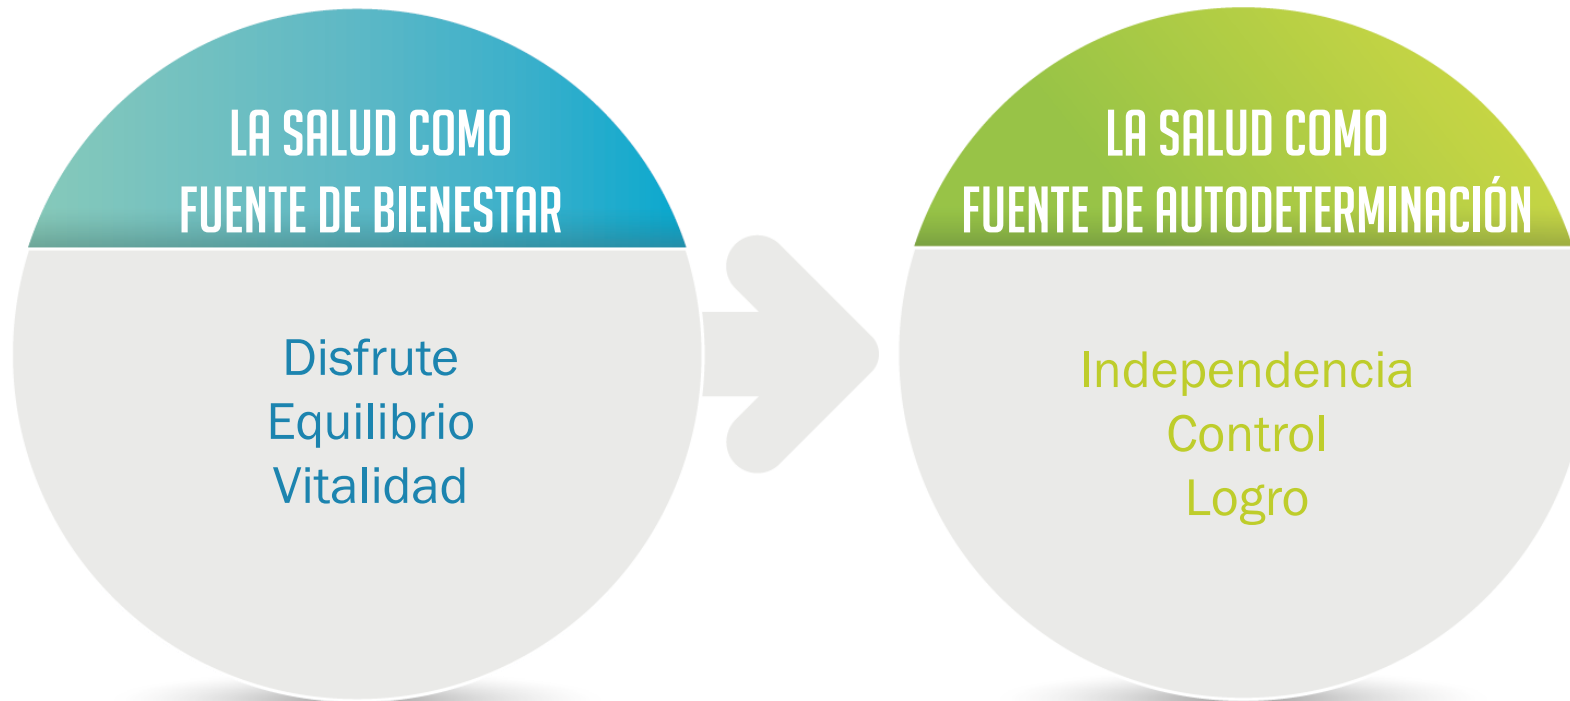 LA SALUD COMO
FUENTE DE BIENESTAR
Disfrute
Equilibrio
Vitalidad
LA SALUD COMO
FUENTE DE AUTODETERMINACIÓN
Independencia
Control
Logro